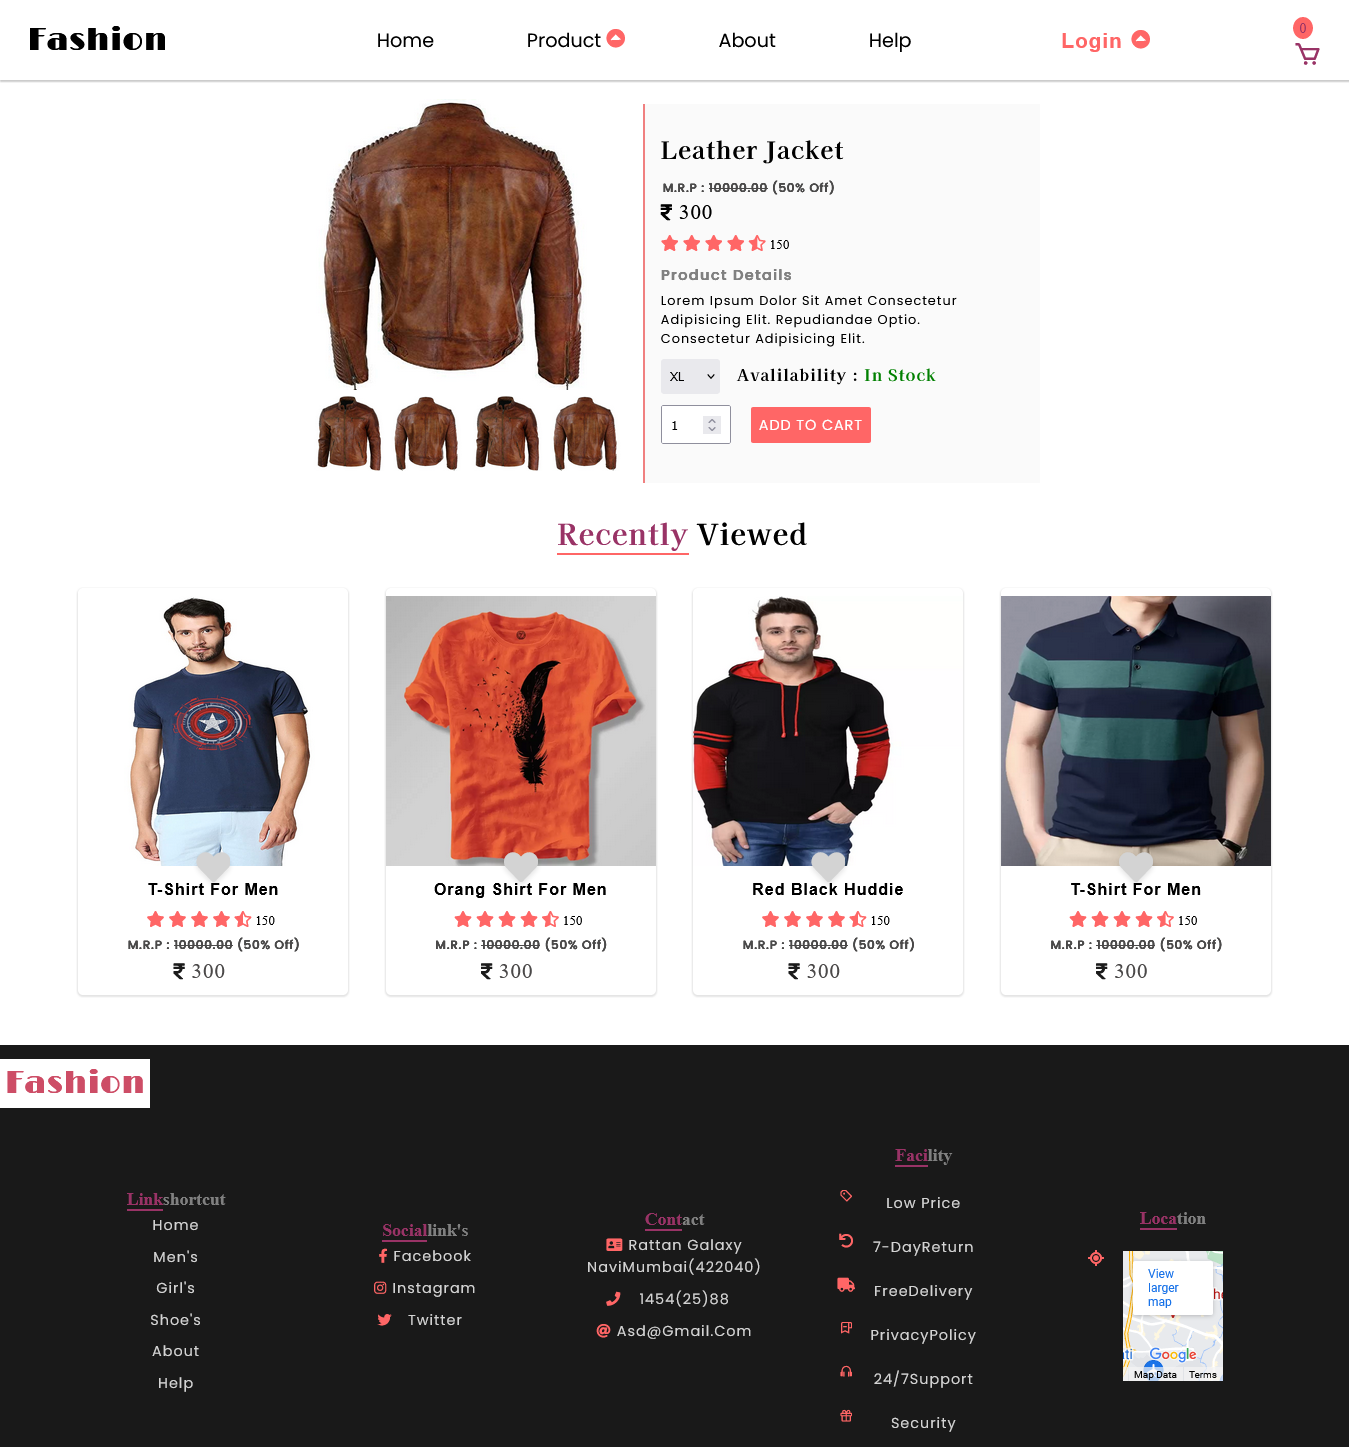 Fashion
Home
Product
About
Help
Login
0
Leather Jacket
M.R.P : 10000.00 (50% Off)
₹ 300
150
Product Details
Lorem Ipsum Dolor Sit Amet Consectetur
Adipisicing Elit. Repudiandae Optio.
Consectetur Adipisicing Elit.
XL
Avalilability : In Stock
1
ADD TO CART
Recently Viewed
T-Shirt For Men
150
M.R.P : 10000.00 (50% Off)
₹ 300
Orang Shirt For Men
150
M.R.P : 10000.00 (50% Off)
₹ 300
Red Black Huddie
150
M.R.P : 10000.00 (50% Off)
₹ 300
T-Shirt For Men
150
M.R.P : 10000.00 (50% Off)
₹ 300
Fashion
Linkshortcut
Home
Men's
Girl's
Shoe's
About
Help
Sociallink's
Facebook
Instagram
Twitter
Contact
Rattan Galaxy
NaviMumbai(422040)
1454(25)88
Asd@Gmail.Com
Facility
Low Price
7-DayReturn
FreeDelivery
PrivacyPolicy
24/7Support
Security
Location
View
larger
map
Google
Map Data
Terms